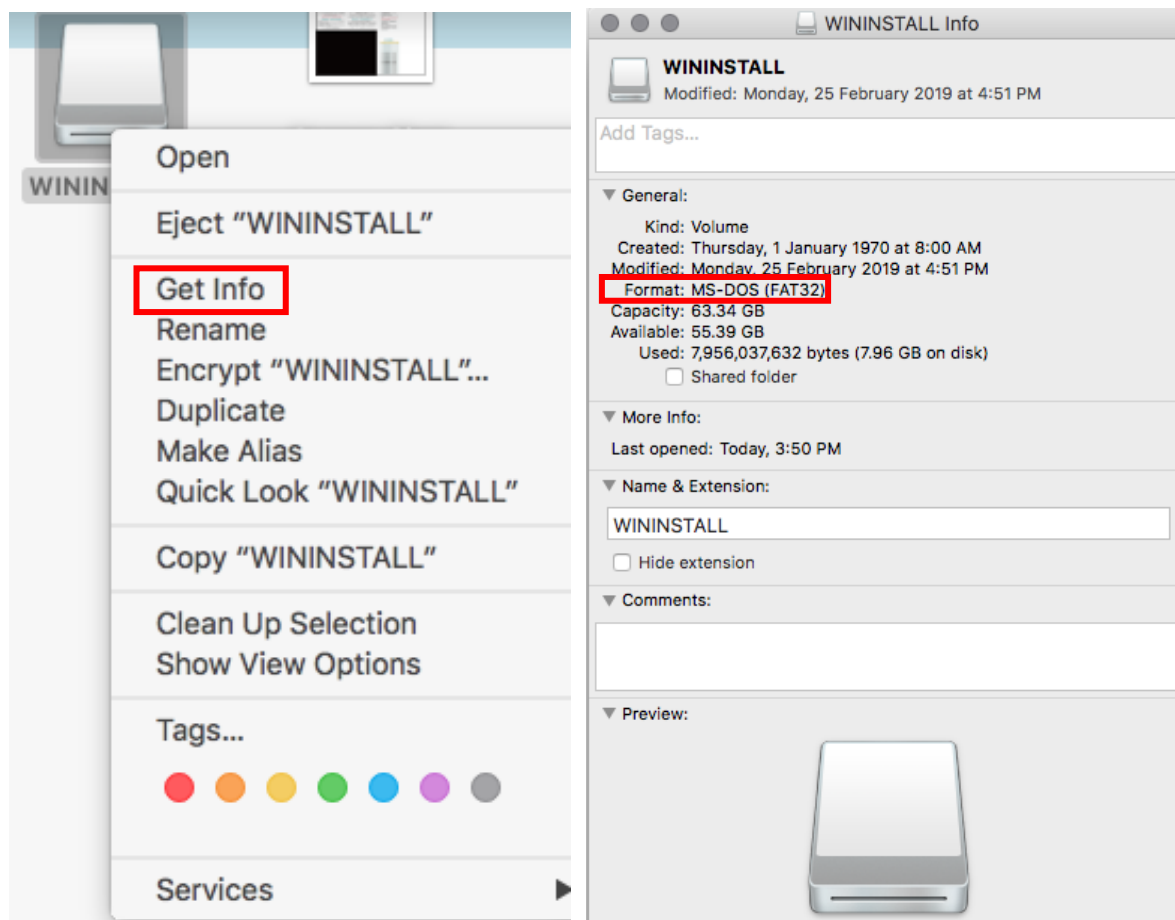 WININ
Open
Eject “WININSTALL”
Get Info
Rename
Encrypt “WININSTALL”...
Duplicate
Make Alias
Quick Look “WININSTALL”
Copy “WININSTALL”
Clean Up Selection
Show View Options
Tags...
Services
WININSTALL Info
WININSTALL
Modified: Monday, 25 February 2019 at 4:51 PM
Add Tags...
General:
Kind: Volume
Created: Thursday, 1 January 1970 at 8:00 AM
Modified: Monday, 25 February 2019 at 4:51 PM
Format: MS-DOS (FAT32)
Capacity: 63.34 GB
Available: 55.39 GB
Used: 7,956,037,632 bytes (7.96 GB on disk)
Shared folder
More Info:
Last opened: Today, 3:50 PM
Name & Extension:
WININSTALL
Hide extension
Comments:
Preview: